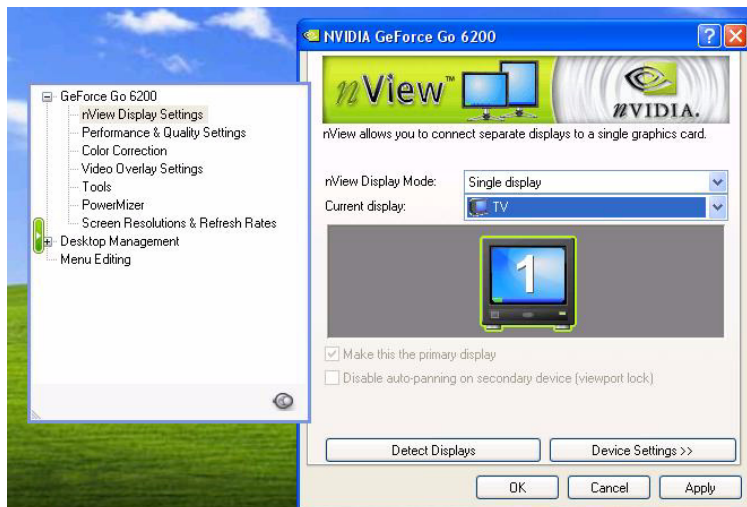 NVIDIA GeForce Go 6200
nView™
nVIDIA.
nView allows you to connect separate displays to a single graphics card.
GeForce Go 6200
nView Display Settings
Performance & Quality Settings
Color Correction
Video Overlay Settings
Tools
PowerMizer
Screen Resolutions & Refresh Rates
Desktop Management
Menu Editing
nView Display Mode: Single display
Current display: TV
1
Make this the primary display
Disable auto-panning on secondary device (viewport lock)
Detect Displays Device Settings >>
OK Cancel Apply